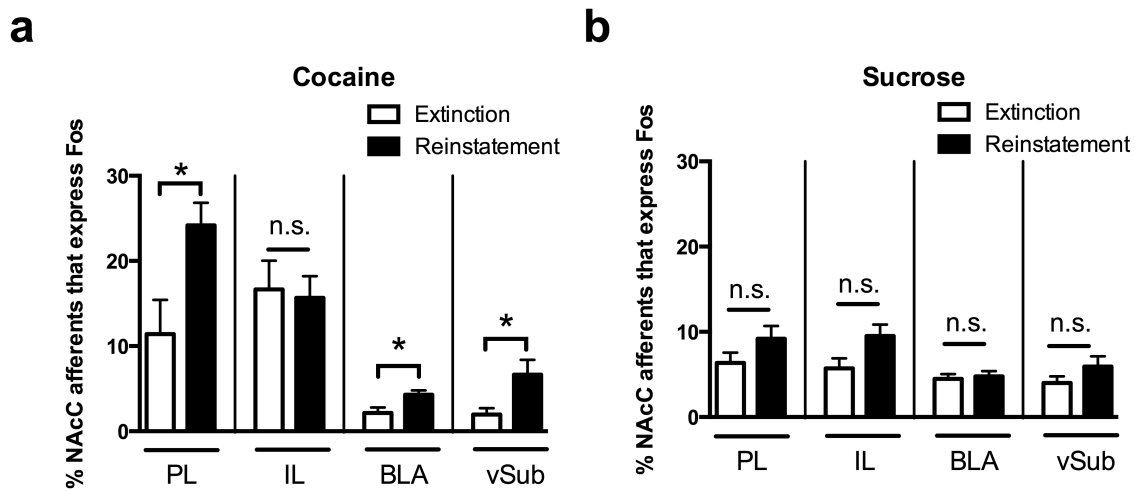 a
Cocaine
Extinction
Reinstatement
% NAcC afferents that express Fos
30
20
10
0
*
n.s.
*
*
PL
IL
BLA
vSub
b
Sucrose
Extinction
Reinstatement
% NAcC afferents that express Fos
30
20
10
0
n.s.
n.s.
n.s.
n.s.
PL
IL
BLA
vSub